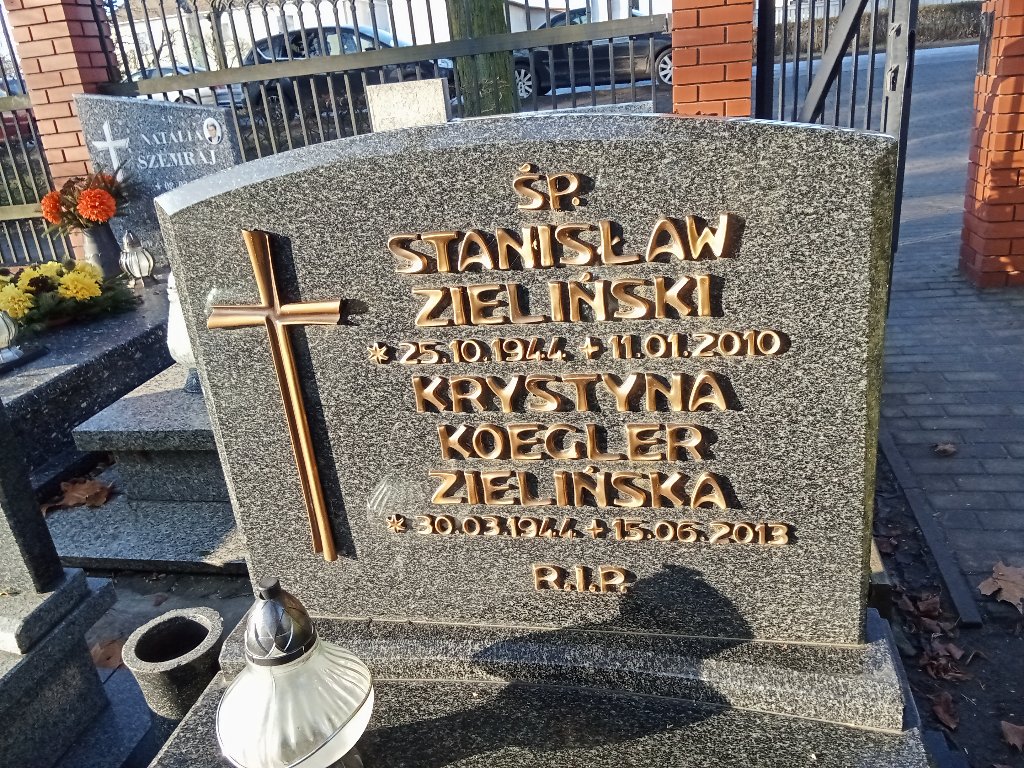 ŚP.
STANISŁAW
ZIELIŃSKI
* 25.10.1944 + 11.01.2010
KRYSTYNA
KOEGLER
ZIELIŃSKA
* 30.03.1944 + 15.06.2013
R.I.P.
NATALIA
SZEMRAJ